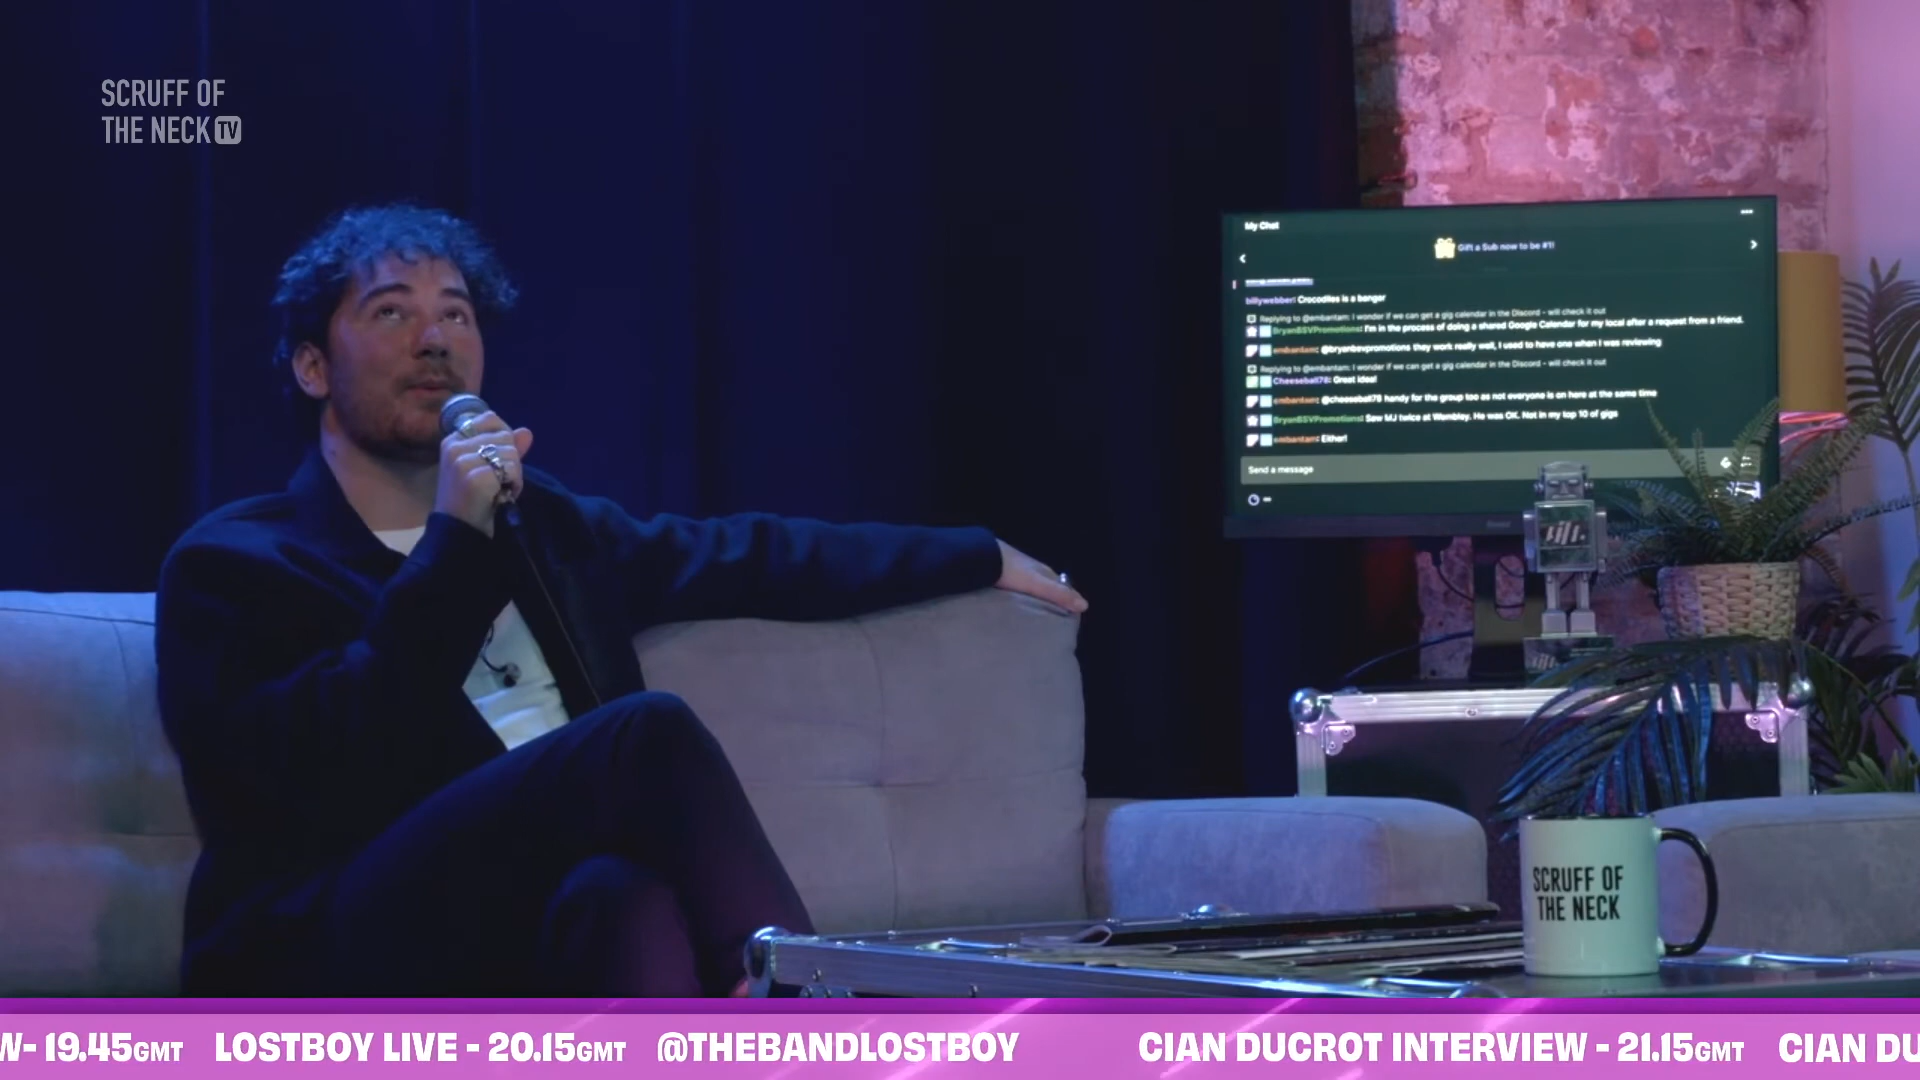 SCRUFF OF
THE NECK TV
My Chat
Gift a Sub now to be #1!
billywebber: Crocodiles is a banger
Replying to @embantam: I wonder if we can get a gig calendar in the Discord - will check it out
BryanBSVPromotions: I'm in the process of doing a shared Google Calendar for my local after a request from a friend.
embantam: @bryanbsvpromotions they work really well, I used to have one when I was reviewing
Replying to @embantam: I wonder if we can get a gig calendar in the Discord - will check it out
Cheeseball78: Great idea!
embantam: @cheeseball78 handy for the group too as not everyone is on here at the same time
BryanBSVPromotions: Saw MJ twice at Wembley. He was OK. Not in my top 10 of gigs
embantam: Either!
Send a message
SCRUFF OF
THE NECK
W- 19.45GMT LOSTBOY LIVE - 20.15GMT @THEBANDLOSTBOY CIAN DUCROT INTERVIEW - 21.15GMT CIAN DU